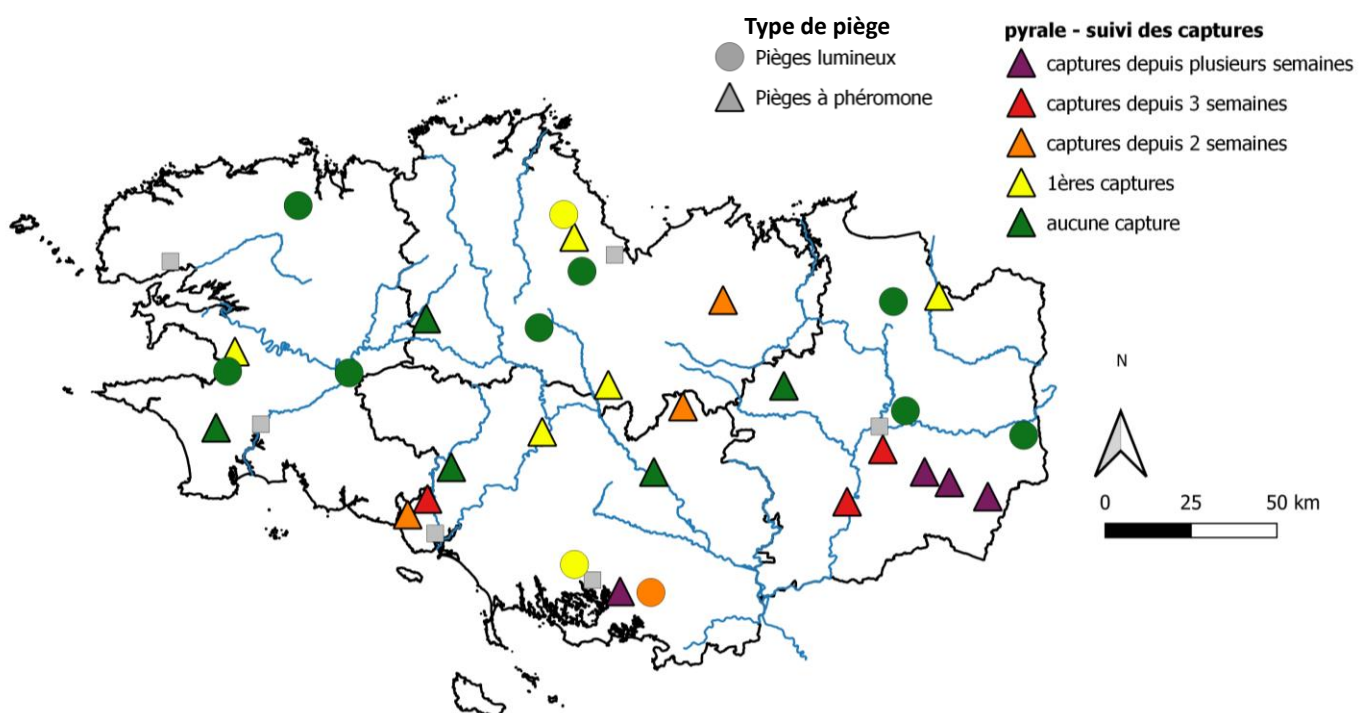 Type de piège
Pièges lumineux
Pièges à phéromone
pyrale - suivi des captures
captures depuis plusieurs semaines
captures depuis 3 semaines
captures depuis 2 semaines
1ères captures
aucune capture
N
0 25 50 km